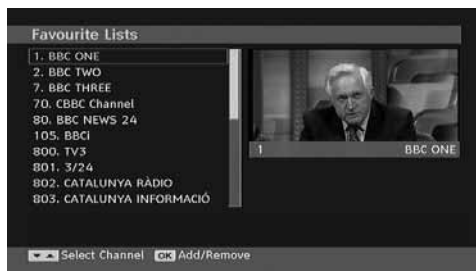 Favourite Lists
1. BBC ONE
2. BBC TWO
7. BBC THREE
70. CBBC Channel
80. BBC NEWS 24
105. BBCi
800. TV3
801. 3/24
802. CATALUNYA RÀDIO
803. CATALUNYA INFORMACIÓ
1 BBC ONE
Select Channel OK Add/Remove